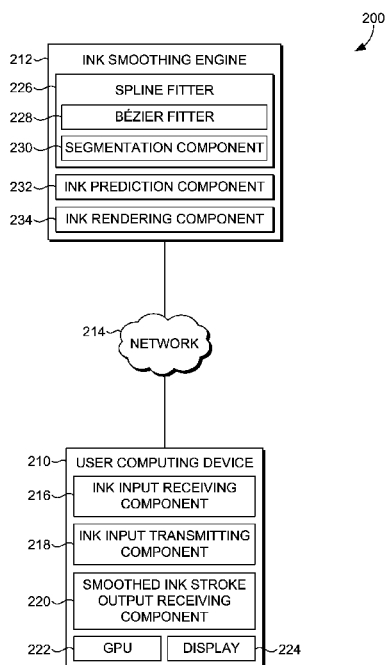 200
212 INK SMOOTHING ENGINE
226 SPLINE FITTER
228 BÉZIER FITTER
230 SEGMENTATION COMPONENT
232 INK PREDICTION COMPONENT
234 INK RENDERING COMPONENT
214 NETWORK
210 USER COMPUTING DEVICE
216 INK INPUT RECEIVING
COMPONENT
218 INK INPUT TRANSMITTING
COMPONENT
SMOOTHED INK STROKE
220 OUTPUT RECEIVING
COMPONENT
222 GPU DISPLAY 224